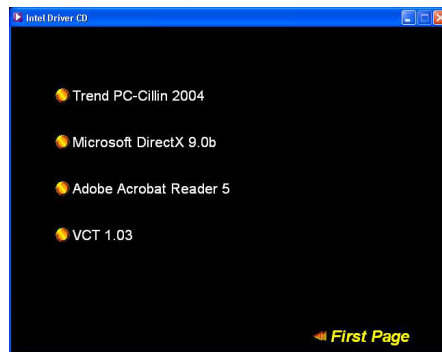 Intel Driver CD
Trend PC-Cillin 2004
Microsoft DirectX 9.0b
Adobe Acrobat Reader 5
VCT 1.03
First Page